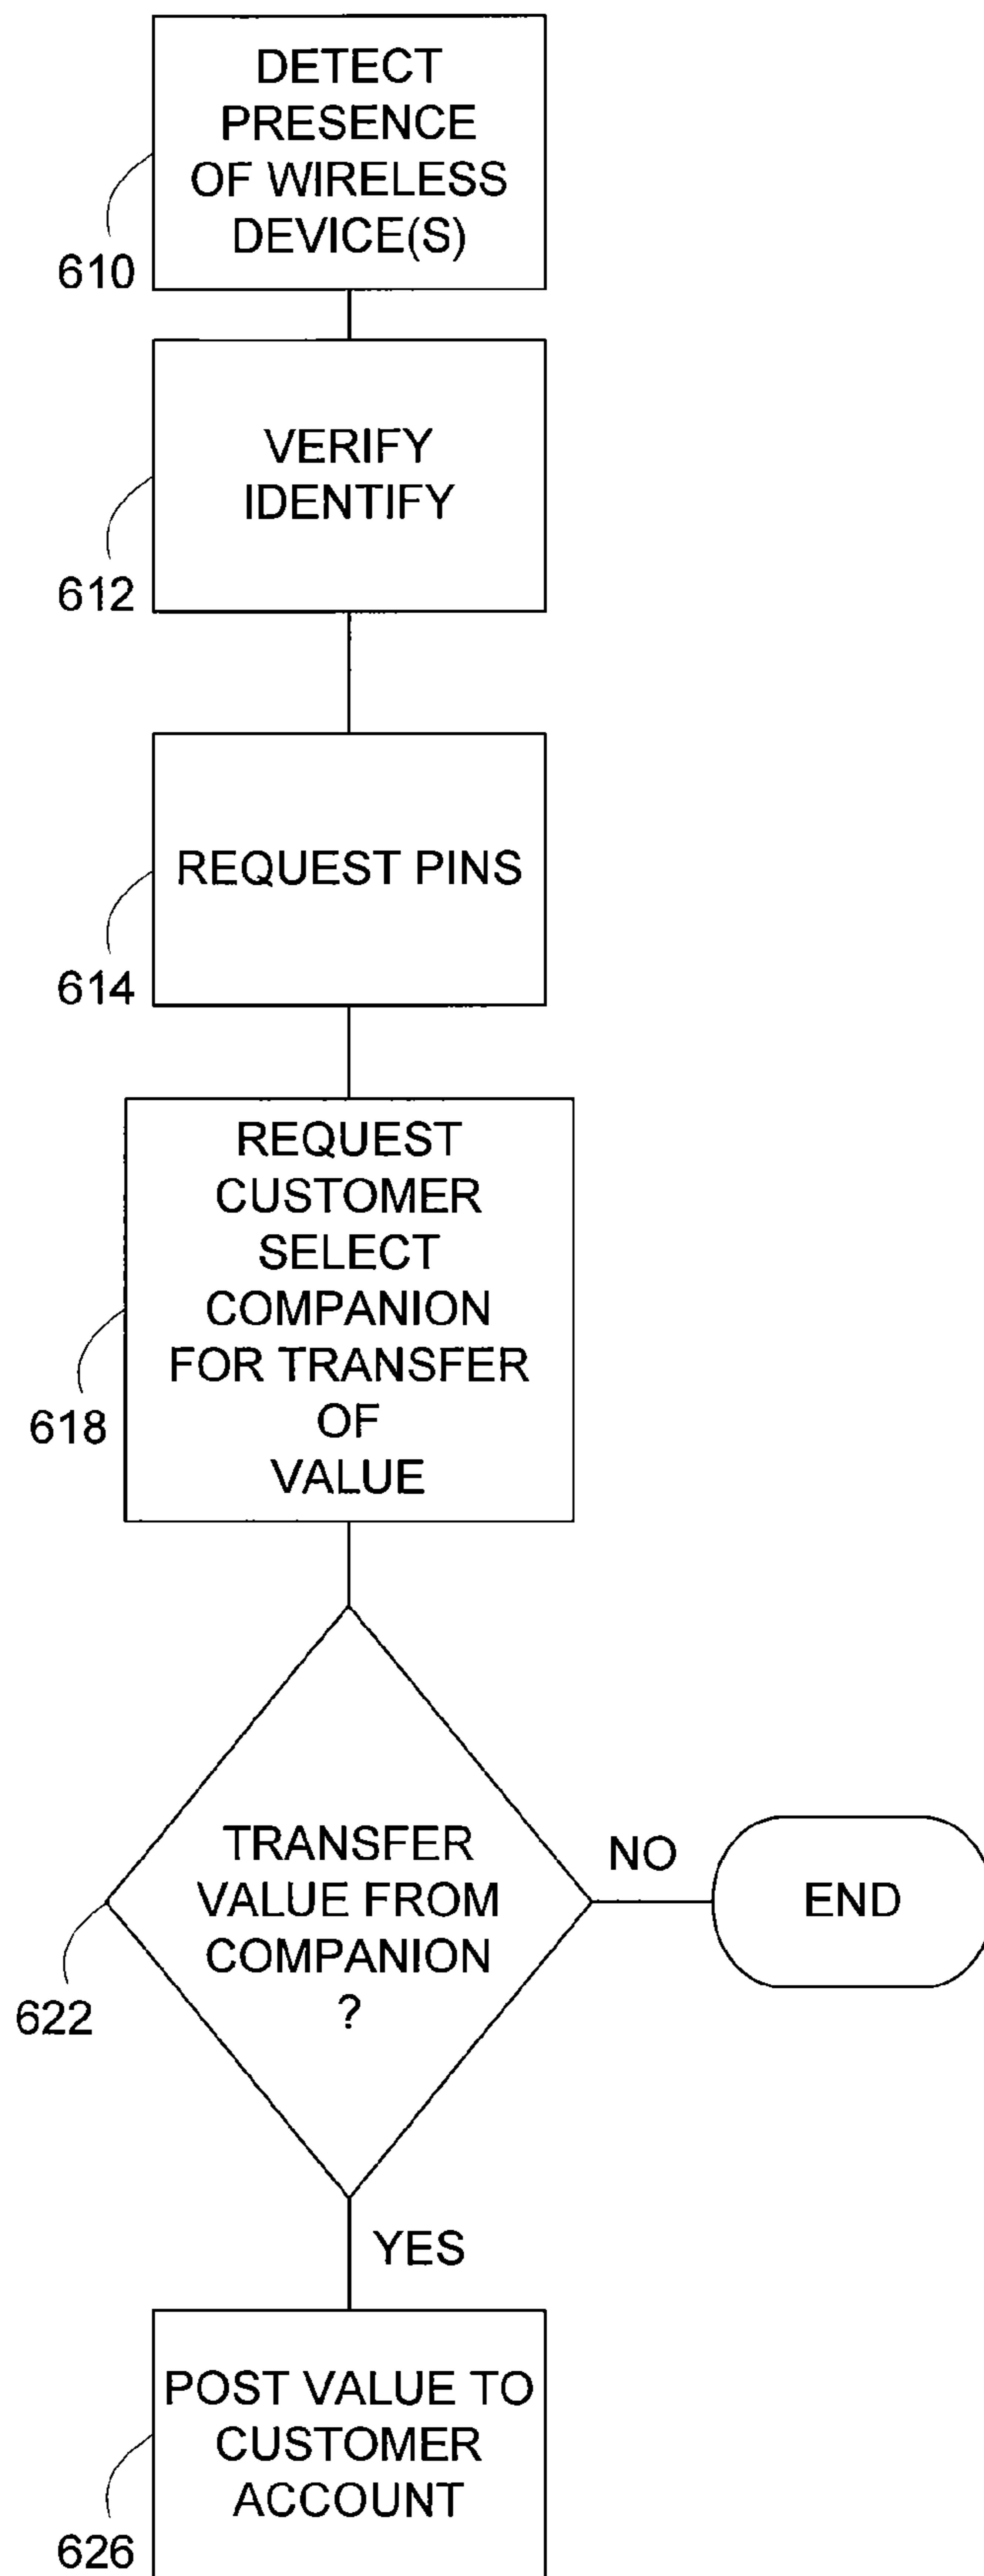 DETECT
PRESENCE
OF WIRELESS
DEVICE(S)
610
VERIFY
IDENTIFY
612
REQUEST PINS
614
REQUEST
CUSTOMER
SELECT
COMPANION
FOR TRANSFER
OF
VALUE
618
TRANSFER
VALUE FROM
COMPANION
?
622
NO
END
YES
POST VALUE TO
CUSTOMER
ACCOUNT
626